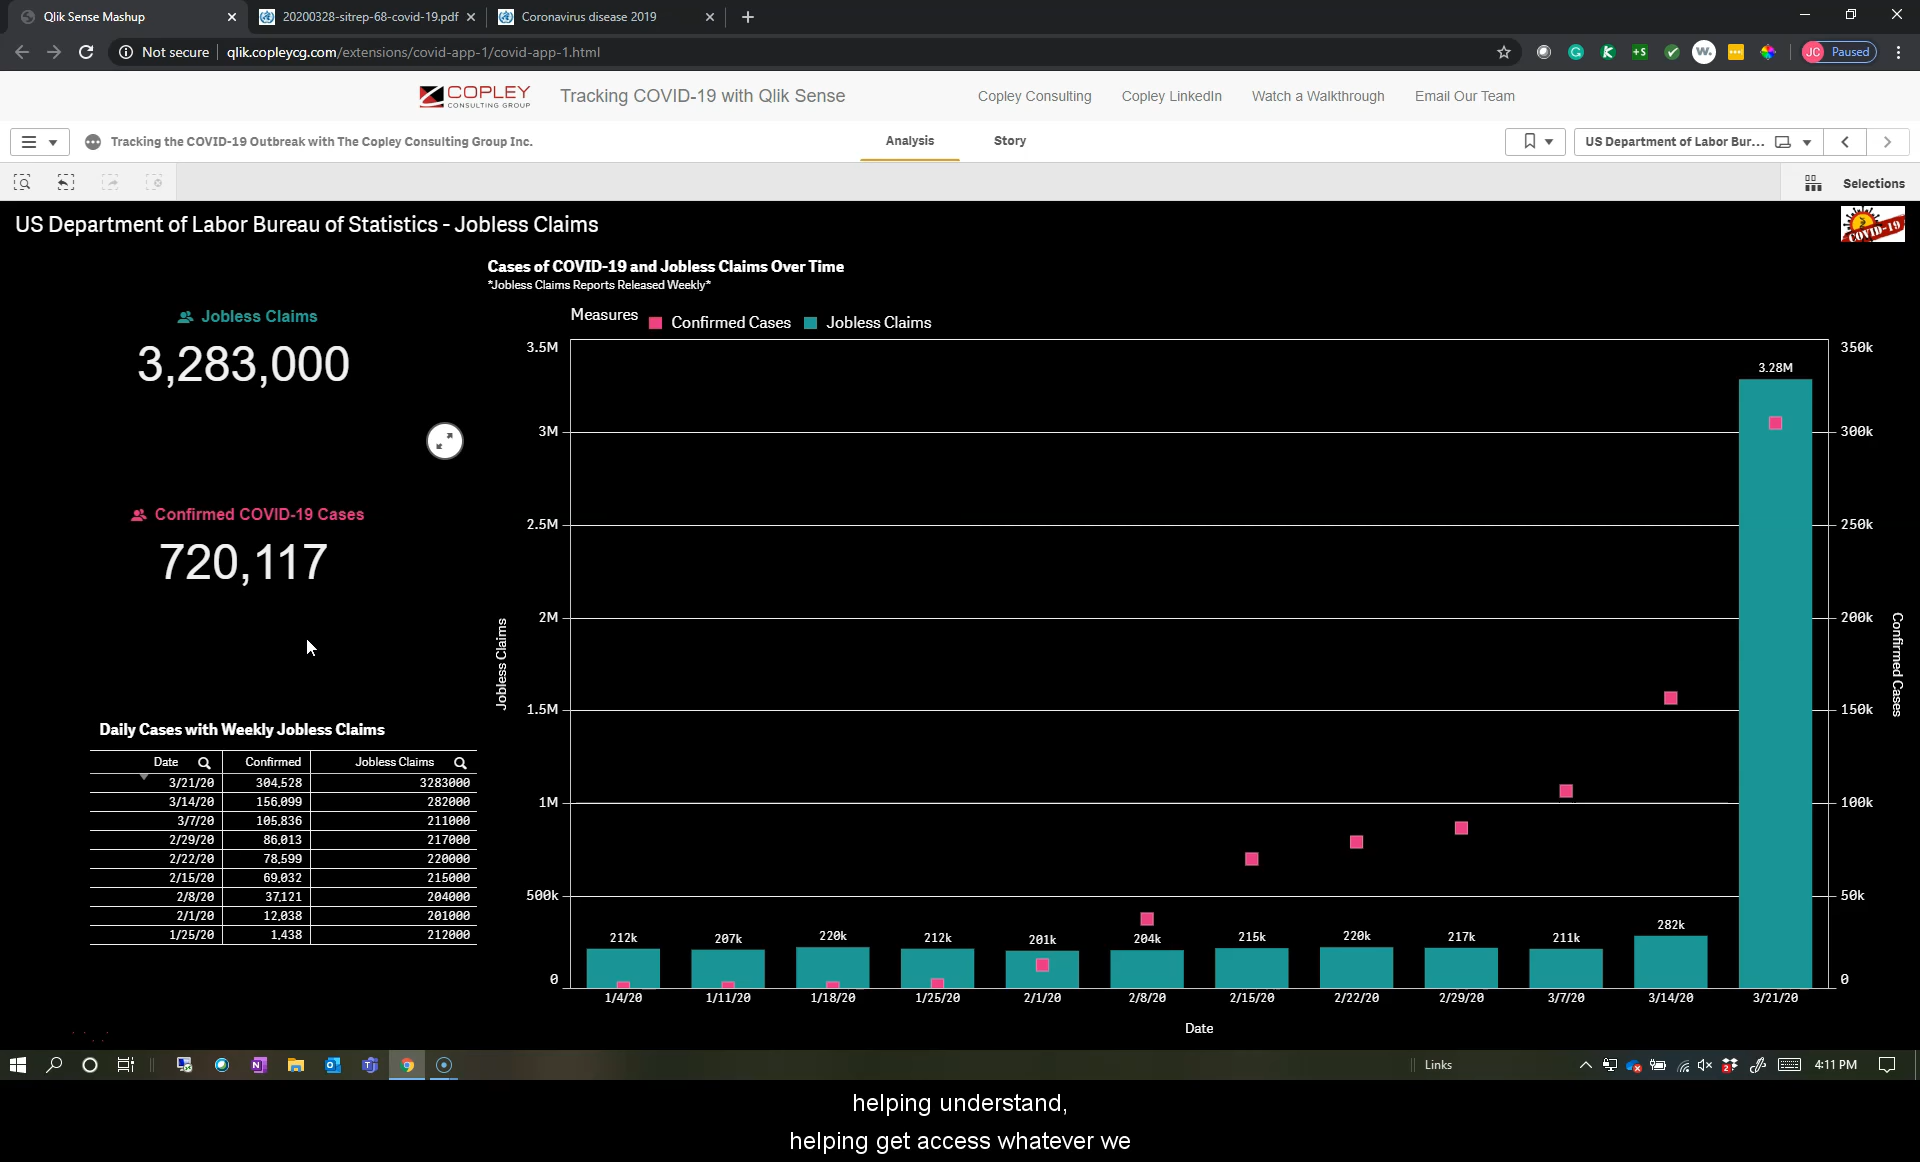 Qlik Sense Mashup
20200328-sitrep-68-covid-19.pdf
Coronavirus disease 2019
Not secure
qlik.copleycg.com/extensions/covid-app-1/covid-app-1.html
JC Paused
COPLEY
CONSULTING GROUP
Tracking COVID-19 with Qlik Sense
Copley Consulting
Copley LinkedIn
Watch a Walkthrough
Email Our Team
Tracking the COVID-19 Outbreak with The Copley Consulting Group Inc.
Analysis
Story
US Department of Labor Bur...
Selections
US Department of Labor Bureau of Statistics - Jobless Claims
COVID-19
Cases of COVID-19 and Jobless Claims Over Time
*Jobless Claims Reports Released Weekly*
Measures Confirmed Cases Jobless Claims
Jobless Claims
3,283,000
Confirmed COVID-19 Cases
720,117
Daily Cases with Weekly Jobless Claims
Date Confirmed Jobless Claims
3/21/20 304,528 3283000
3/14/20 156,099 282000
3/7/20 105,836 211000
2/29/20 86,013 217000
2/22/20 78,599 220000
2/15/20 69,032 215000
2/8/20 37,121 204000
2/1/20 12,038 201000
1/25/20 1,438 212000
Jobless Claims
3.5M
3M
2.5M
2M
1.5M
1M
500k
0
212k 207k 220k 212k 201k 204k 215k 220k 217k 211k 282k 3.28M
1/4/20 1/11/20 1/18/20 1/25/20 2/1/20 2/8/20 2/15/20 2/22/20 2/29/20 3/7/20 3/14/20 3/21/20
Date
350k
300k
250k
200k
150k
100k
50k
0
Confirmed Cases
Links
4:11 PM
helping understand,
helping get access whatever we